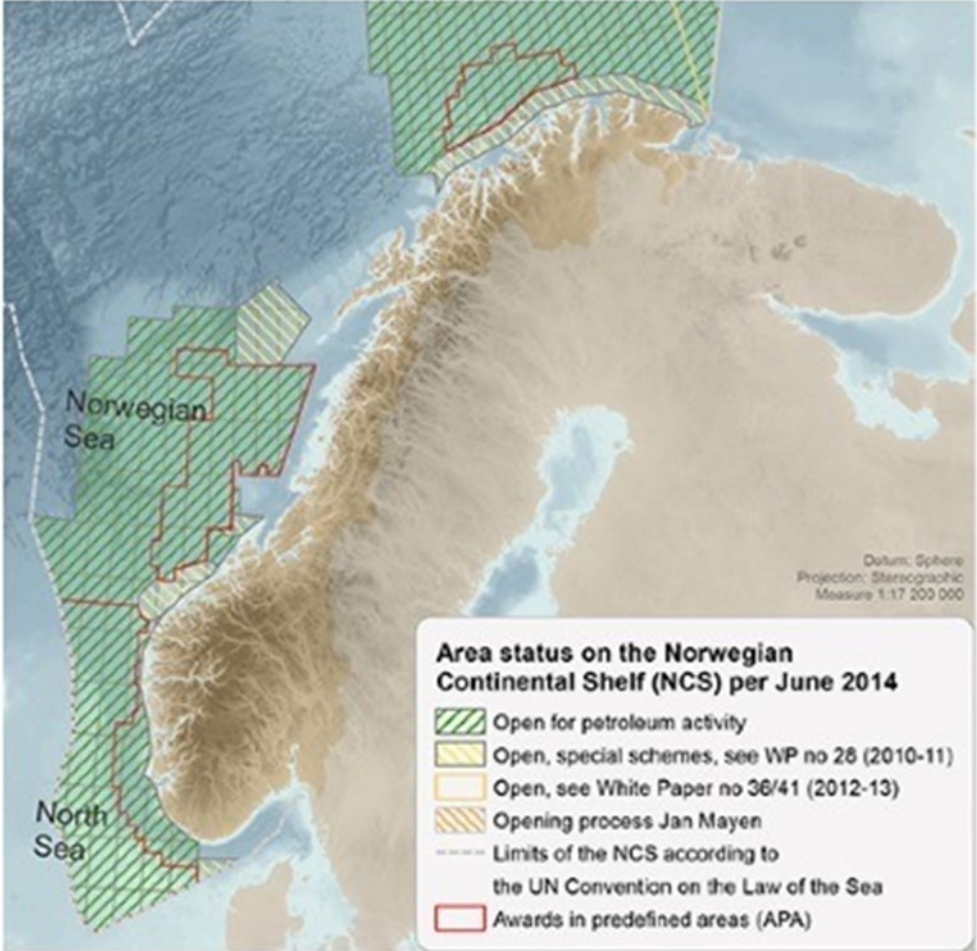 Norwegian
Sea
Datum: Sphere
Projection: Stereographic
Measure 1:17 200 000
Area status on the Norwegian
Continental Shelf (NCS) per June 2014
Open for petroleum activity
Open, special schemes, see WP no 28 (2010-11)
Open, see White Paper no 36/41 (2012-13)
Opening process Jan Mayen
Limits of the NCS according to
the UN Convention on the Law of the Sea
Awards in predefined areas (APA)
North
Sea